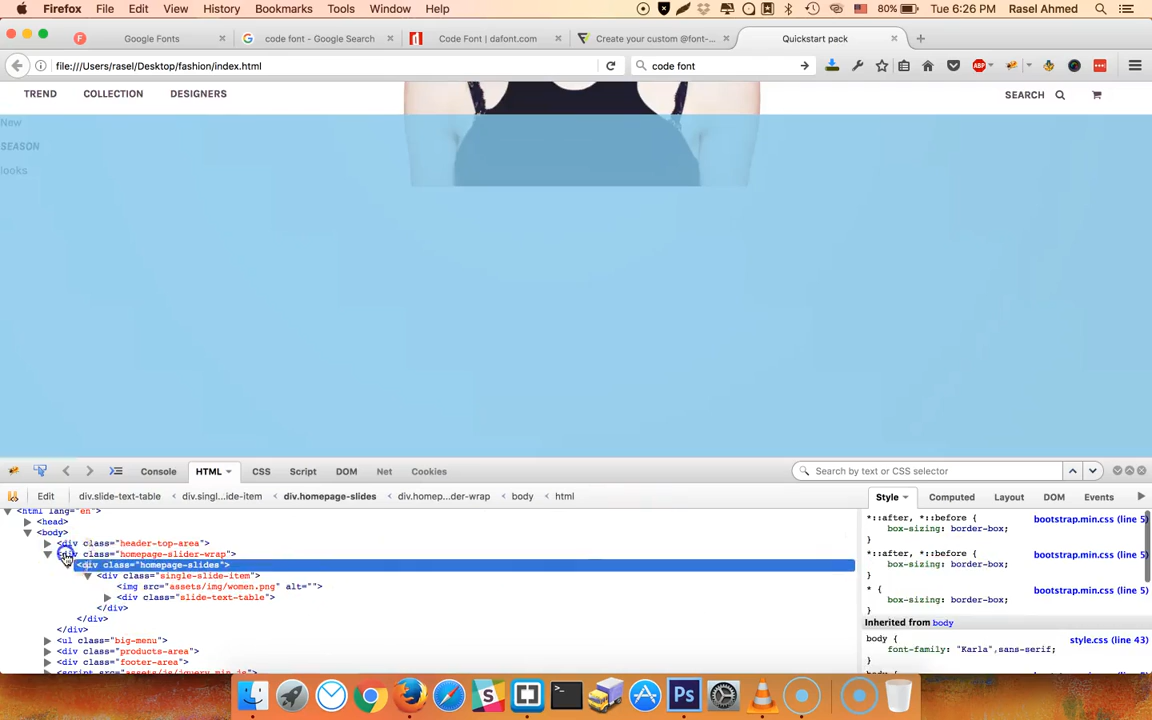 Firefox File Edit View History Bookmarks Tools Window Help 80% Tue 6:26 PM Rasel Ahmed
Google Fonts code font - Google Search Code Font | dafont.com Create your custom @font-... Quickstart pack
file:///Users/rasel/Desktop/fashion/index.html code font
TREND COLLECTION DESIGNERS SEARCH
New
SEASON
looks
Console HTML CSS Script DOM Net Cookies Search by text or CSS selector
Edit div.slide-text-table < div.singl...ide-item < div.homepage-slides < div.homep...der-wrap < body < html Style Computed Layout DOM Events
<html lang="en">
<head>
<body>
<div class="header-top-area">
<div class="homepage-slider-wrap">
<div class="homepage-slides">
<div class="single-slide-item">
<img src="assets/img/women.png" alt="">
<div class="slide-text-table">
</div>
</div>
</div>
<ul class="big-menu">
<div class="products-area">
<div class="footer-area">
*::after, *::before { bootstrap.min.css (line 5)
box-sizing: border-box;
}
*::after, *::before { bootstrap.min.css (line 5)
box-sizing: border-box;
}
* { bootstrap.min.css (line 5)
box-sizing: border-box;
}
Inherited from body
body { style.css (line 43)
font-family: "Karla",sans-serif;
}